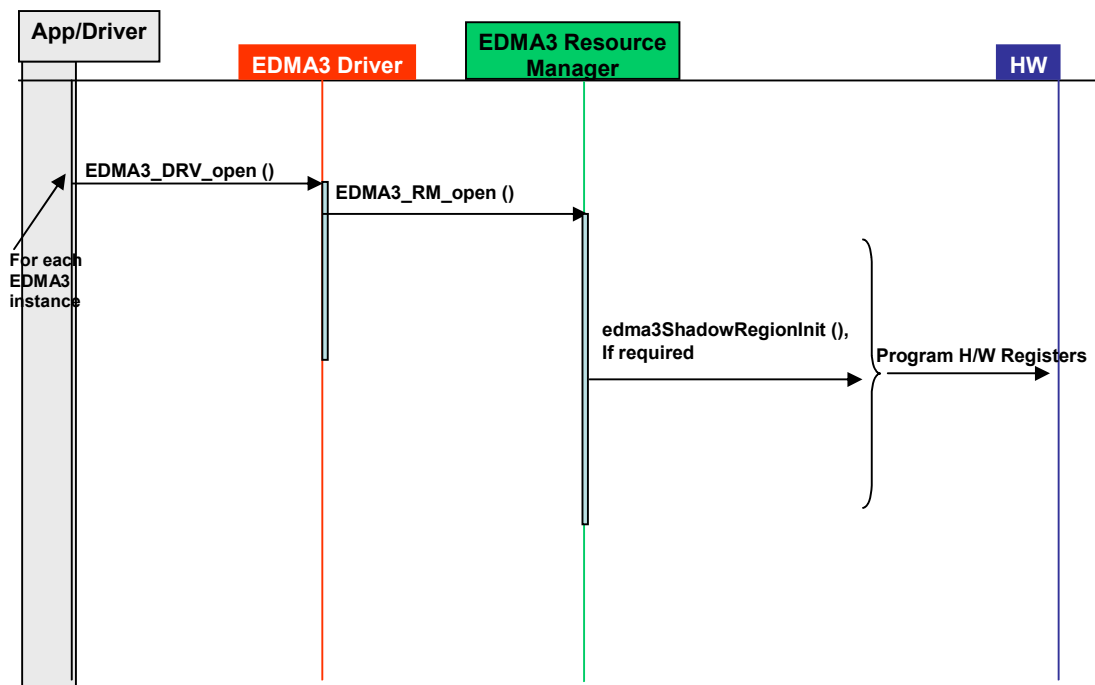 App/Driver
EDMA3 Driver
EDMA3 Resource
Manager
HW
EDMA3_DRV_open ()
EDMA3_RM_open ()
For each
EDMA3
instance
edma3ShadowRegionInit (),
If required
Program H/W Registers